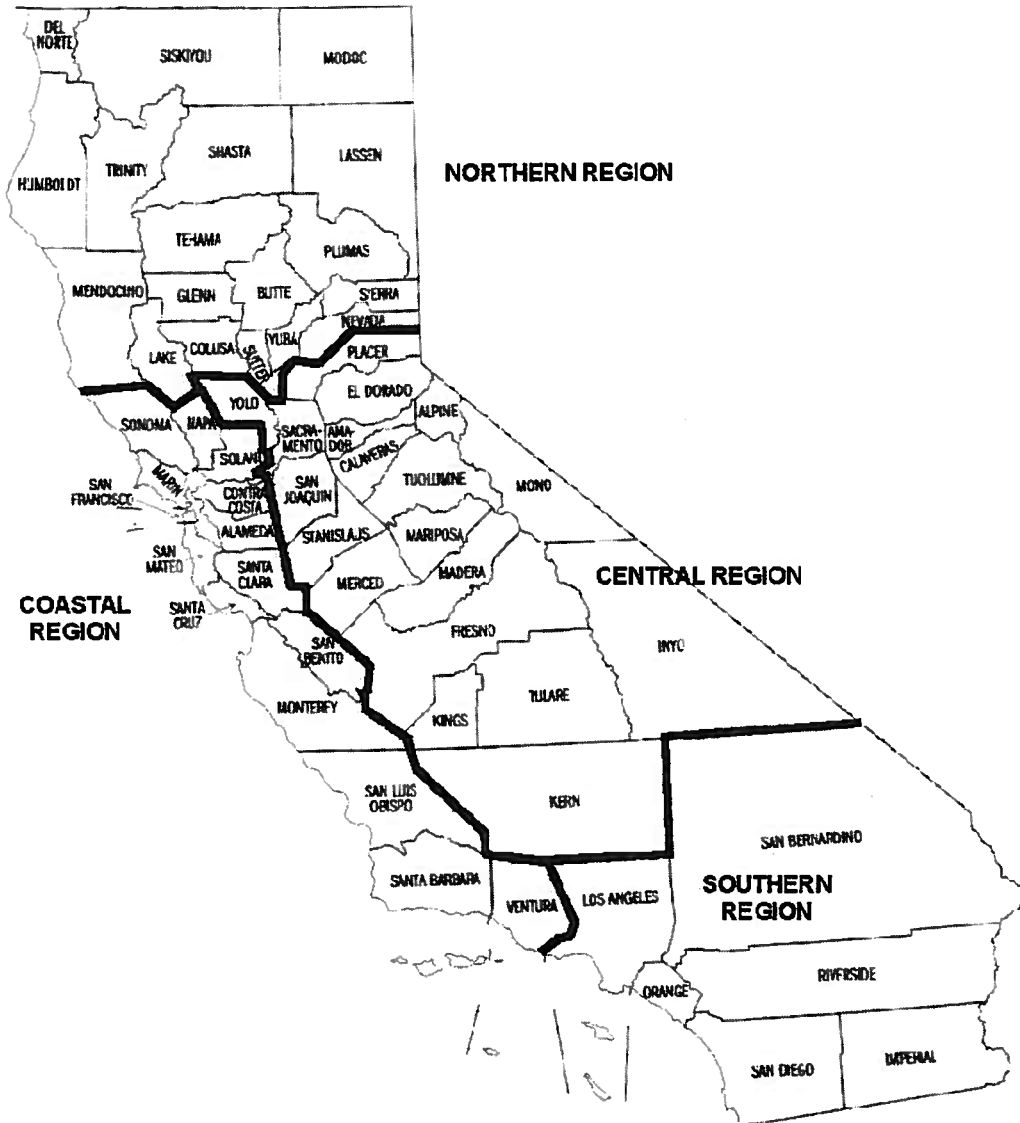 DEL
NORTE
SISKIYOU
MODOC
HUMBOLDT
TRINITY
SHASTA
LASSEN
NORTHERN REGION
TEHAMA
PLUMAS
MENDOCINO
GLENN
BUTTE
SIERRA
NEVADA
LAKE
COLUSA
SUTTER
YUBA
PLACER
EL DORADO
SONOMA
NAPA
YOLO
SACRA-
MENTO
AMA-
DOR
ALPINE
CALAVERAS
SOLANO
MARIN
SAN
FRANCISCO
CONTRA
COSTA
SAN
JOAQUIN
TUOLUMNE
MONO
ALAMEDA
STANISLAUS
MARIPOSA
SAN
MATEO
SANTA
CLARA
MERCED
MADERA
CENTRAL REGION
COASTAL
REGION
SANTA
CRUZ
SAN
BENITO
FRESNO
INYO
MONTEREY
KINGS
TULARE
SAN LUIS
OBISPO
KERN
SAN BERNARDINO
SANTA BARBARA
VENTURA
LOS ANGELES
SOUTHERN
REGION
ORANGE
RIVERSIDE
SAN DIEGO
IMPERIAL